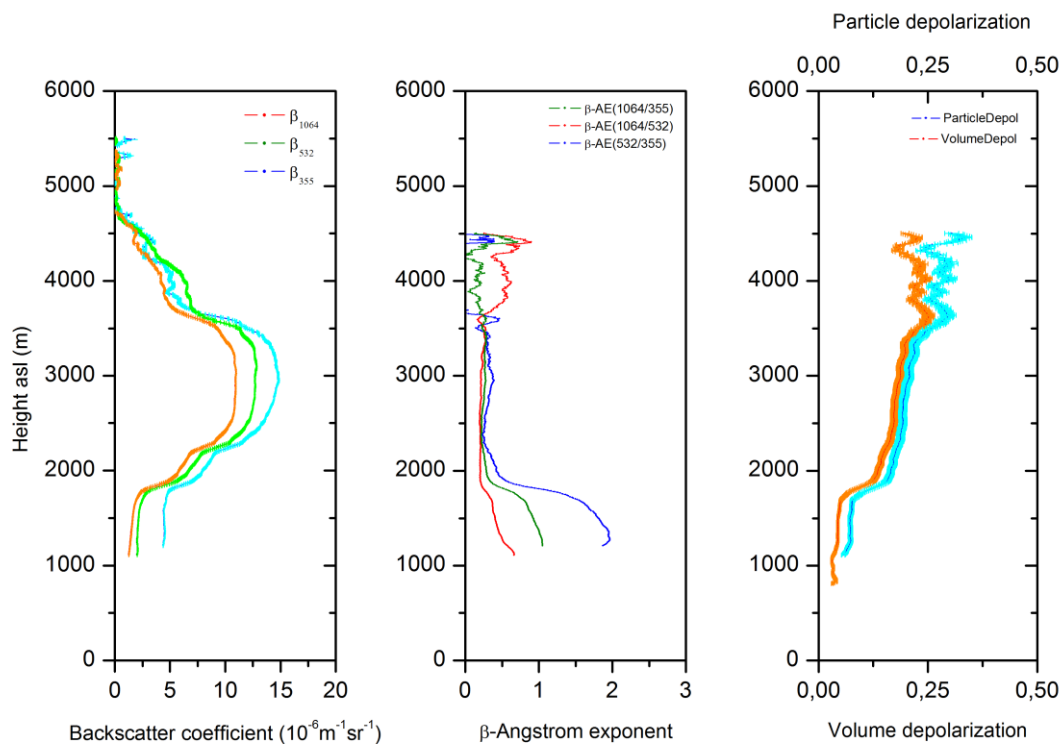 Particle depolarization
0,00 0,25 0,50
6000 6000 6000
β1064
β532
β355
β-AE(1064/355)
β-AE(1064/532)
β-AE(532/355)
ParticleDepol
VolumeDepol
5000 5000 5000
4000 4000 4000
Height asl (m)
3000 3000 3000
2000 2000 2000
1000 1000 1000
0 0 0
0 5 10 15 20 0 1 2 3 0,00 0,25 0,50
Backscatter coefficient (10⁻⁶m⁻¹sr⁻¹) β-Angstrom exponent Volume depolarization